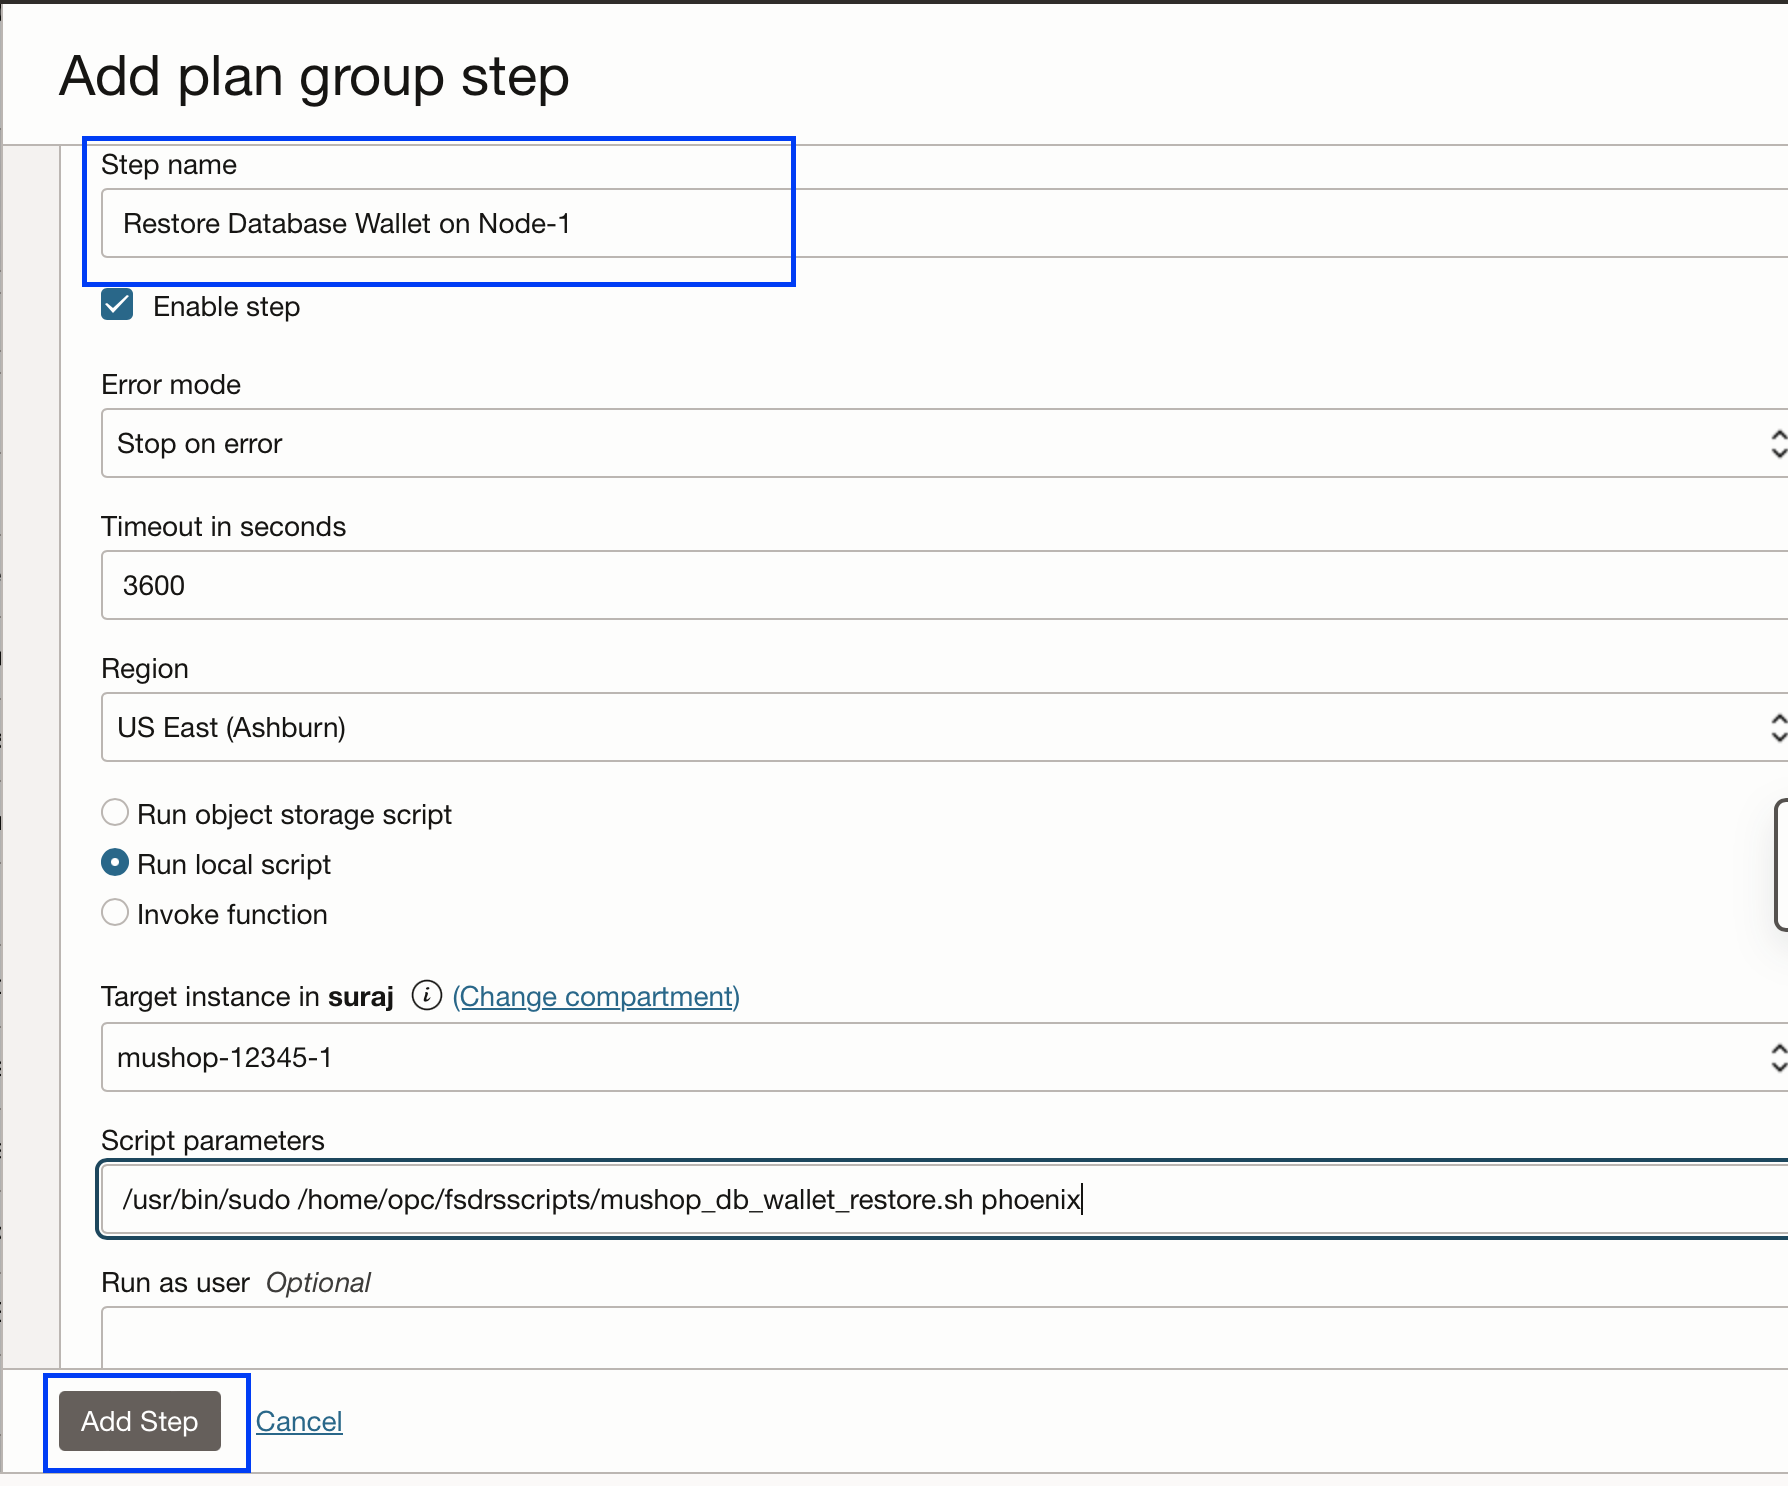 Add plan group step
Step name
Restore Database Wallet on Node-1
Enable step
Error mode
Stop on error
Timeout in seconds
3600
Region
US East (Ashburn)
Run object storage script
Run local script
Invoke function
Target instance in suraj (Change compartment)
mushop-12345-1
Script parameters
/usr/bin/sudo /home/opc/fsdrsscripts/mushop_db_wallet_restore.sh phoenix
Run as user Optional
Add Step Cancel